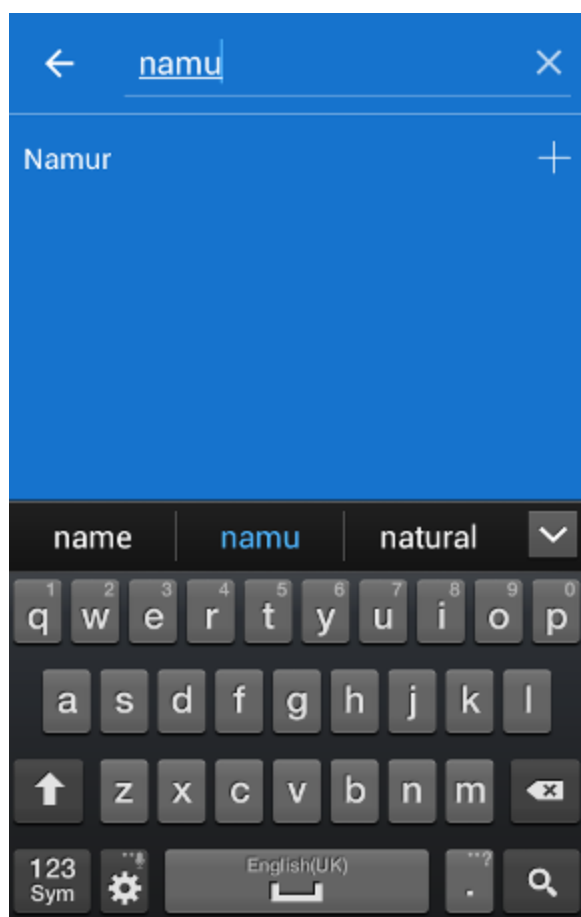 namu
Namur
name namu natural
1 2 3 4 5 6 7 8 9 0
q w e r t y u i o p
a s d f g h j k l
z x c v b n m
English(UK) ...?
123 .
Sym